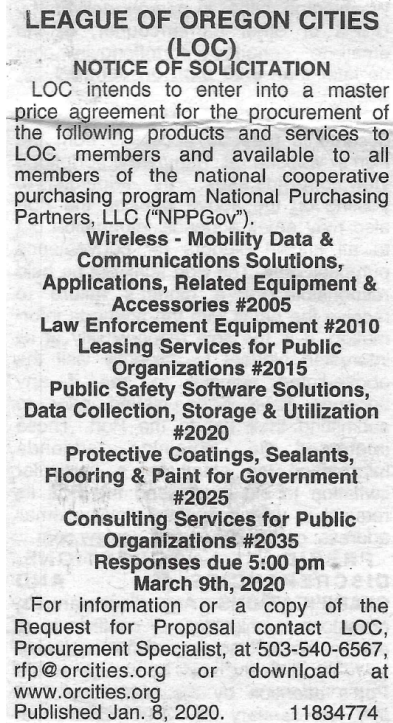 LEAGUE OF OREGON CITIES
(LOC)
NOTICE OF SOLICITATION
LOC intends to enter into a master
price agreement for the procurement of
the following products and services to
LOC members and available to all
members of the national cooperative
purchasing program National Purchasing
Partners, LLC ("NPPGov").
Wireless - Mobility Data &
Communications Solutions,
Applications, Related Equipment &
Accessories #2005
Law Enforcement Equipment #2010
Leasing Services for Public
Organizations #2015
Public Safety Software Solutions,
Data Collection, Storage & Utilization
#2020
Protective Coatings, Sealants,
Flooring & Paint for Government
#2025
Consulting Services for Public
Organizations #2035
Responses due 5:00 pm
March 9th, 2020
For information or a copy of the
Request for Proposal contact LOC,
Procurement Specialist, at 503-540-6567,
rfp@orcities.org or download at
www.orcities.org
Published Jan. 8, 2020. 11834774